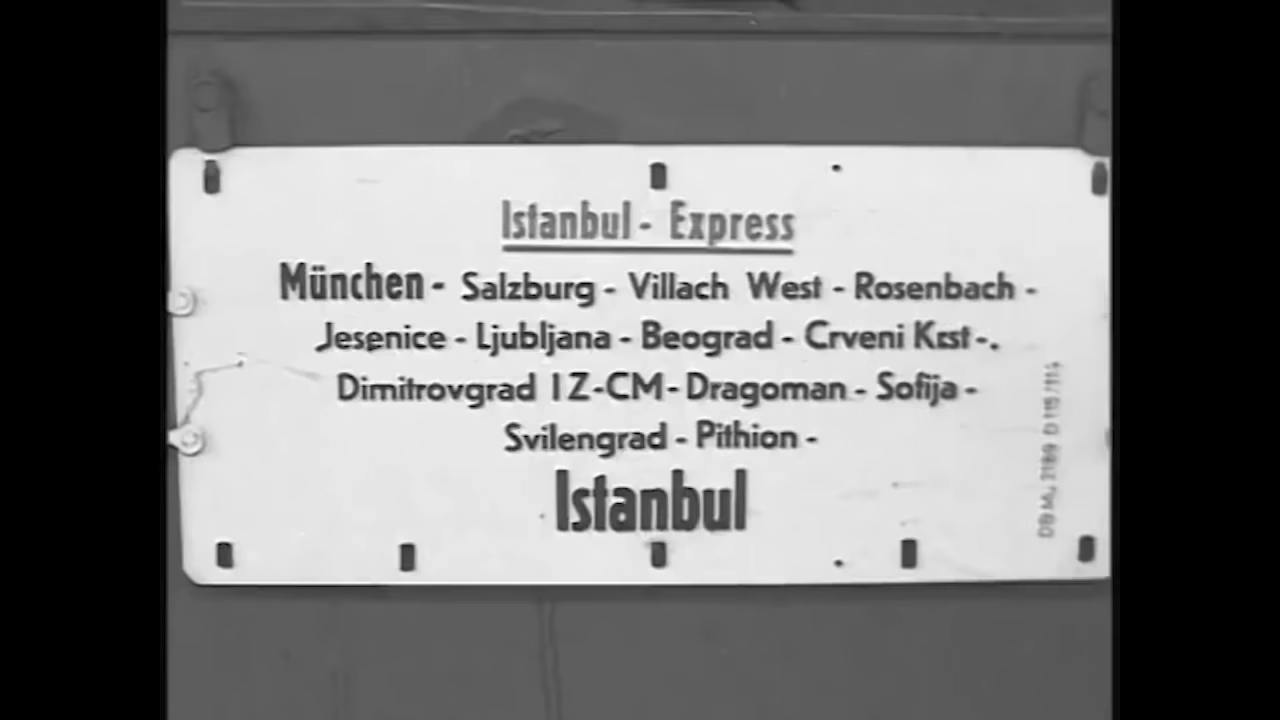 Istanbul - Express
München - Salzburg - Villach West - Rosenbach -
Jesenice - Ljubljana - Beograd - Crveni Krst -.
Dimitrovgrad IZ-CM - Dragoman - Sofija -
Svilengrad - Pithion -
Istanbul